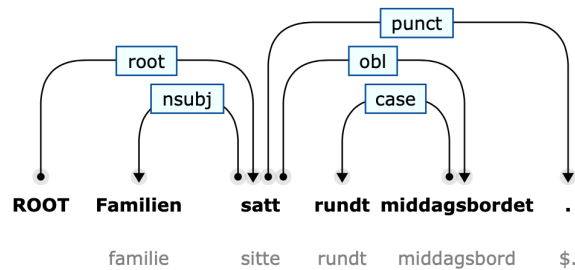 punct
root obl
nsubj case
ROOT Familien satt rundt middagsbordet .
familie sitte rundt middagsbord $.